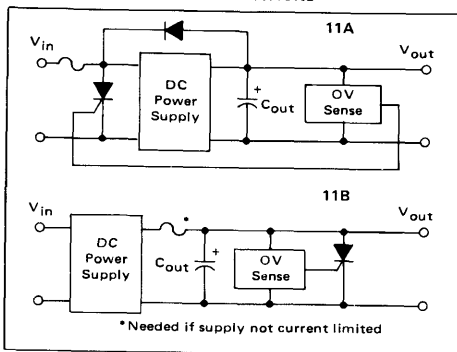 11A
Vin
Vout
DC
Power
Supply
+
Cout
OV
Sense
11B
Vin
Vout
DC
Power
Supply
*
Cout
+
OV
Sense
*Needed if supply not current limited